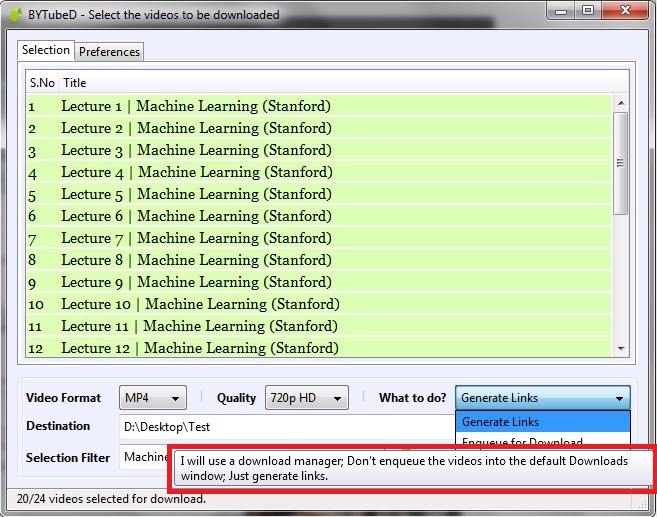 BYTubeD - Select the videos to be downloaded
Selection Preferences
S.No Title
1 Lecture 1 | Machine Learning (Stanford)
2 Lecture 2 | Machine Learning (Stanford)
3 Lecture 3 | Machine Learning (Stanford)
4 Lecture 4 | Machine Learning (Stanford)
5 Lecture 5 | Machine Learning (Stanford)
6 Lecture 6 | Machine Learning (Stanford)
7 Lecture 7 | Machine Learning (Stanford)
8 Lecture 8 | Machine Learning (Stanford)
9 Lecture 9 | Machine Learning (Stanford)
10 Lecture 10 | Machine Learning (Stanford)
11 Lecture 11 | Machine Learning (Stanford)
12 Lecture 12 | Machine Learning (Stanford)
Video Format MP4 Quality 720p HD What to do? Generate Links
Generate Links
Destination D:\Desktop\Test
Enqueue for Download
Selection Filter Machine
I will use a download manager; Don't enqueue the videos into the default Downloads
window; Just generate links.
20/24 videos selected for download.